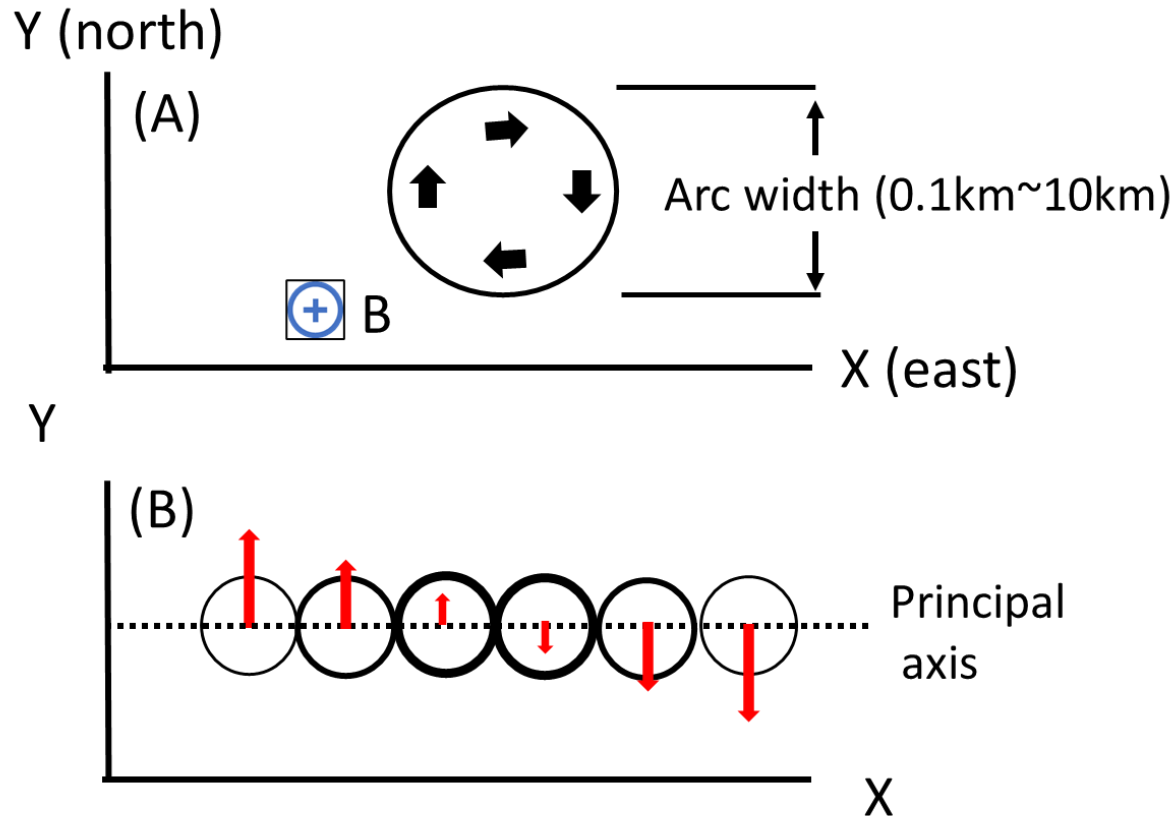 Y (north)
(A)
Arc width (0.1km~10km)
B
X (east)
Y
(B)
Principal
axis
X